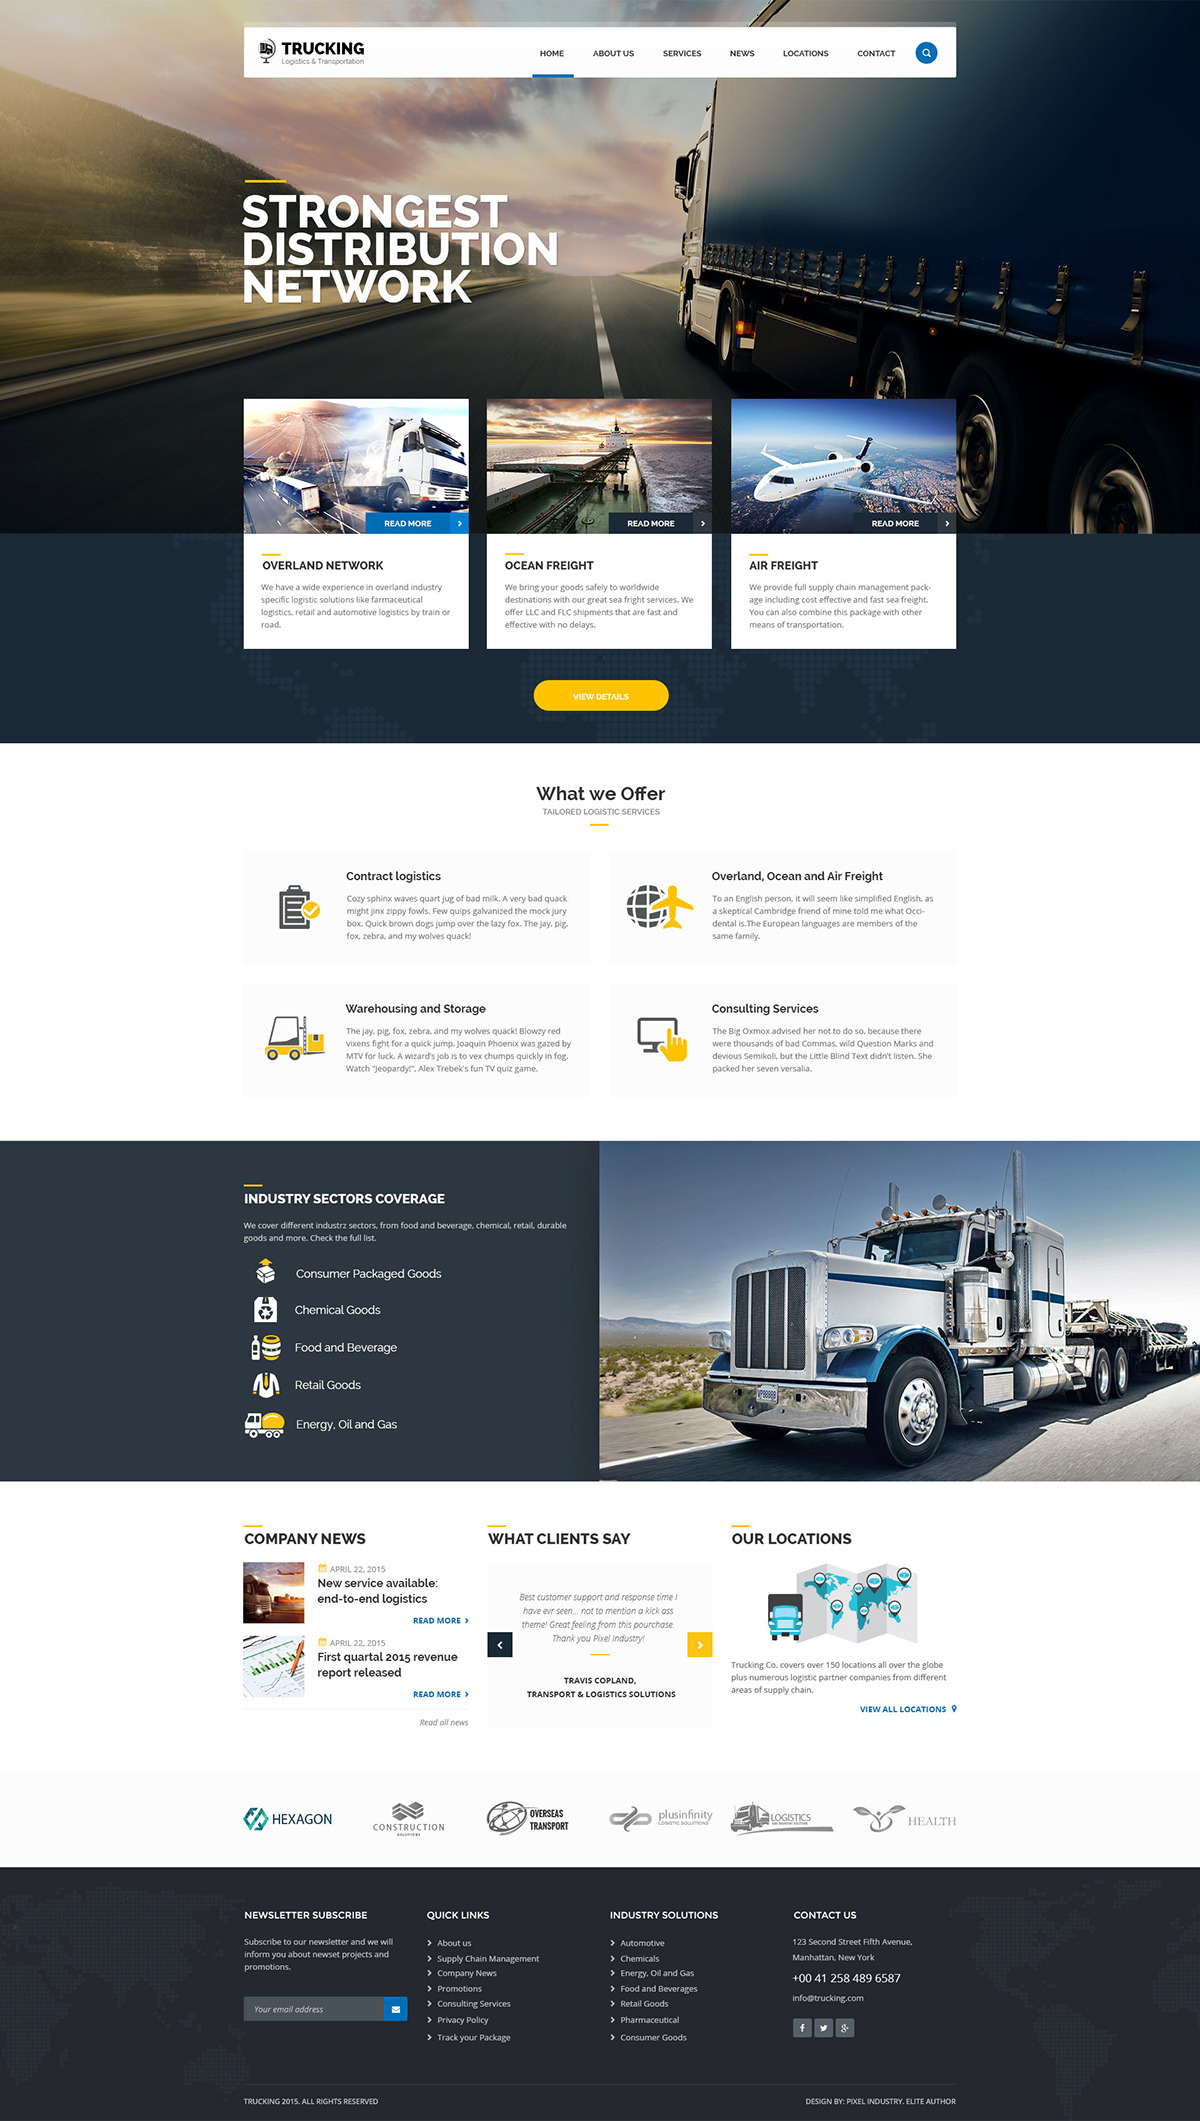 TRUCKING
Logistics & Transportation
HOME
ABOUT US
SERVICES
NEWS
LOCATIONS
CONTACT
STRONGEST
DISTRIBUTION
NETWORK
READ MORE
READ MORE
READ MORE
OVERLAND NETWORK
We have a wide experience in overland industry
specific logistic solutions like farmaceutical
logistics, retail and automotive logistics by train or
road.
OCEAN FREIGHT
We bring your goods safely to worldwide
destinations with our great sea fright services. We
offer LLC and FLC shipments that are fast and
effective with no delays.
AIR FREIGHT
We provide full supply chain management pack-
age including cost effective and fast sea freight.
You can also combine this package with other
means of transportation.
VIEW DETAILS
What we Offer
TAILORED LOGISTIC SERVICES
Contract logistics
Cozy sphinx waves quart jug of bad milk. A very bad quack
might jinx zippy fowls. Few quips galvanized the mock jury
box. Quick brown dogs jump over the lazy fox. The jay, pig,
fox, zebra, and my wolves quack!
Overland, Ocean and Air Freight
To an English person, it will seem like simplified English, as
a skeptical Cambridge friend of mine told me what Occi-
dental is.The European languages are members of the
same family.
Warehousing and Storage
The jay, pig, fox, zebra, and my wolves quack! Blowzy red
vixens fight for a quick jump. Joaquin Phoenix was gazed by
MTV for luck. A wizard's job is to vex chumps quickly in fog.
Watch "Jeopardy!", Alex Trebek's fun TV quiz game.
Consulting Services
The Big Oxmox advised her not to do so, because there
were thousands of bad Commas, wild Question Marks and
devious Semikoli, but the Little Blind Text didn't listen. She
packed her seven versalia.
INDUSTRY SECTORS COVERAGE
We cover different industrz sectors, from food and beverage, chemical, retail, durable
goods and more. Check the full list.
Consumer Packaged Goods
Chemical Goods
Food and Beverage
Retail Goods
Energy, Oil and Gas
COMPANY NEWS
APRIL 22, 2015
New service available:
end-to-end logistics
READ MORE
APRIL 22, 2015
First quartal 2015 revenue
report released
READ MORE
Read all news
WHAT CLIENTS SAY
Best customer support and response time I
have evr seen... not to mention a kick ass
theme! Great feeling from this pourchase.
Thank you Pixel Industry!
TRAVIS COPLAND,
TRANSPORT & LOGISTICS SOLUTIONS
OUR LOCATIONS
Trucking Co. covers over 150 locations all over the globe
plus numerous logistic partner companies from different
areas of supply chain.
VIEW ALL LOCATIONS
HEXAGON
CONSTRUCTION
SOLUTIONS
OVERSEAS
TRANSPORT
plusinfinity
LOGISTIC SOLUTIONS
LOGISTICS
HEALTH
NEWSLETTER SUBSCRIBE
Subscribe to our newsletter and we will
inform you about newset projects and
promotions.
Your email address
QUICK LINKS
About us
Supply Chain Management
Company News
Promotions
Consulting Services
Privacy Policy
Track your Package
INDUSTRY SOLUTIONS
Automotive
Chemicals
Energy, Oil and Gas
Food and Beverages
Retail Goods
Pharmaceutical
Consumer Goods
CONTACT US
123 Second Street Fifth Avenue,
Manhattan, New York
+00 41 258 489 6587
info@trucking.com
TRUCKING 2015. ALL RIGHTS RESERVED
DESIGN BY: PIXEL INDUSTRY. ELITE AUTHOR